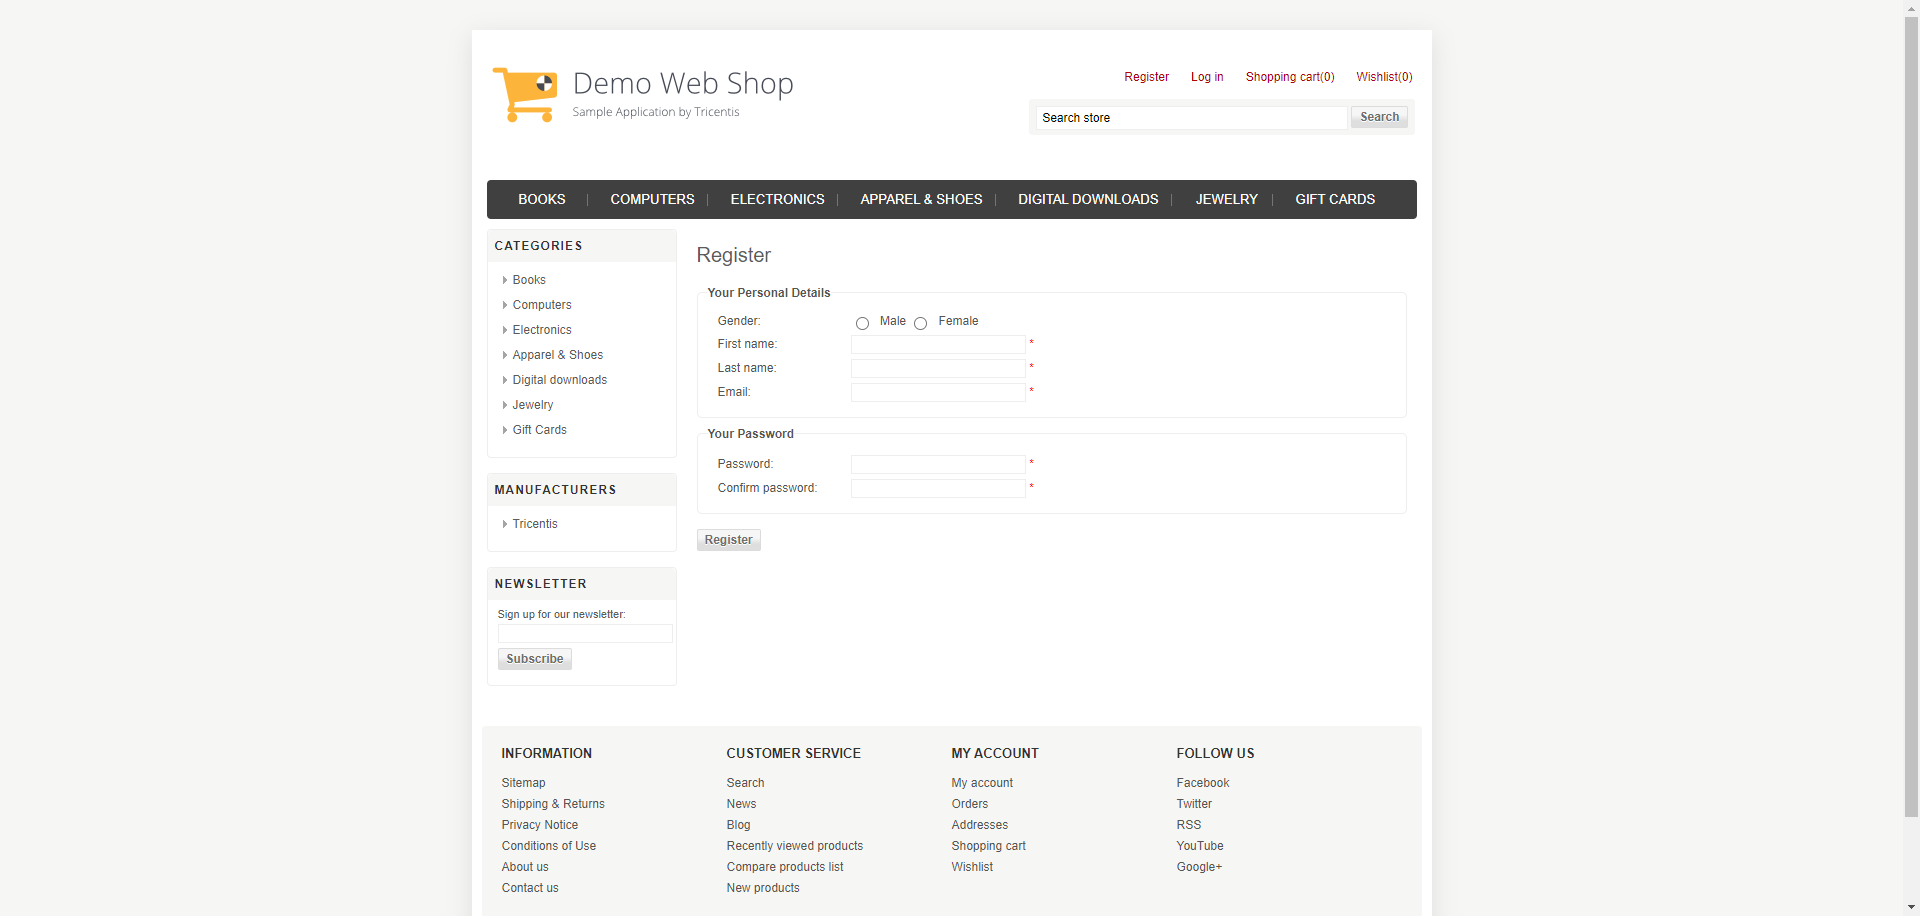 Demo Web Shop
Sample Application by Tricentis
Register Log in Shopping cart(0) Wishlist(0)
Search store Search
BOOKS COMPUTERS ELECTRONICS APPAREL & SHOES DIGITAL DOWNLOADS JEWELRY GIFT CARDS
CATEGORIES
Books
Computers
Electronics
Apparel & Shoes
Digital downloads
Jewelry
Gift Cards
MANUFACTURERS
Tricentis
NEWSLETTER
Sign up for our newsletter:
Subscribe
Register
Your Personal Details
Gender: Male Female
First name: *
Last name: *
Email: *
Your Password
Password: *
Confirm password: *
Register
INFORMATION
Sitemap
Shipping & Returns
Privacy Notice
Conditions of Use
About us
Contact us
CUSTOMER SERVICE
Search
News
Blog
Recently viewed products
Compare products list
New products
MY ACCOUNT
My account
Orders
Addresses
Shopping cart
Wishlist
FOLLOW US
Facebook
Twitter
RSS
YouTube
Google+